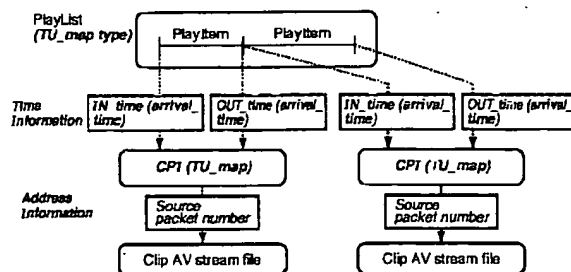 PlayList
(TU_map type)
PlayItem PlayItem
Time
Information
IN_time (arrival_
time)
OUT_time (arrival_
time)
IN_time (arrival_
time)
OUT_time (arrival_
time)
CPI (TU_map)
CPI (TU_map)
Address
Information
Source
packet number
Source
packet number
Clip AV stream file
Clip AV stream file